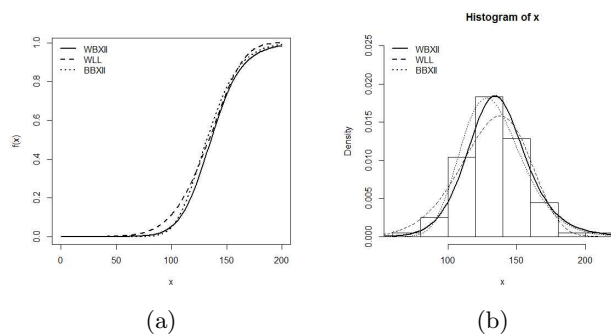 WBXII
WLL
BBXII
f(x)
0.0
0.2
0.4
0.6
0.8
1.0
0
50
100
150
200
x
(a)
Histogram of x
WBXII
WLL
BBXII
Density
0.000
0.005
0.010
0.015
0.020
0.025
100
150
200
x
(b)